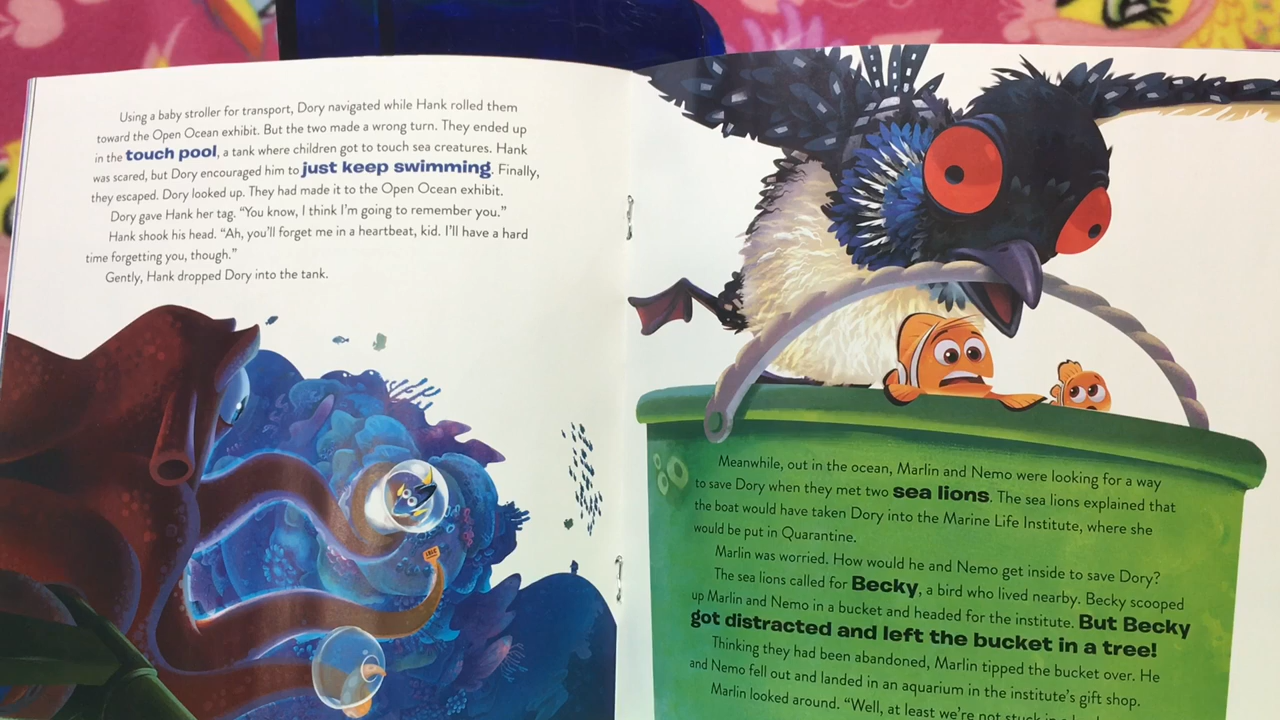 Using a baby stroller for transport, Dory navigated while Hank rolled them
toward the Open Ocean exhibit. But the two made a wrong turn. They ended up
in the touch pool, a tank where children got to touch sea creatures. Hank
was scared, but Dory encouraged him to just keep swimming. Finally,
they escaped. Dory looked up. They had made it to the Open Ocean exhibit.
Dory gave Hank her tag. “You know, I think I’m going to remember you.”
Hank shook his head. “Ah, you’ll forget me in a heartbeat, kid. I’ll have a hard
time forgetting you, though.”
Gently, Hank dropped Dory into the tank.
Meanwhile, out in the ocean, Marlin and Nemo were looking for a way
to save Dory when they met two sea lions. The sea lions explained that
the boat would have taken Dory into the Marine Life Institute, where she
would be put in Quarantine.
Marlin was worried. How would he and Nemo get inside to save Dory?
The sea lions called for Becky, a bird who lived nearby. Becky scooped
up Marlin and Nemo in a bucket and headed for the institute. But Becky
got distracted and left the bucket in a tree!
Thinking they had been abandoned, Marlin tipped the bucket over. He
and Nemo fell out and landed in an aquarium in the institute’s gift shop.
Marlin looked around. “Well, at least we’re not stuck in a